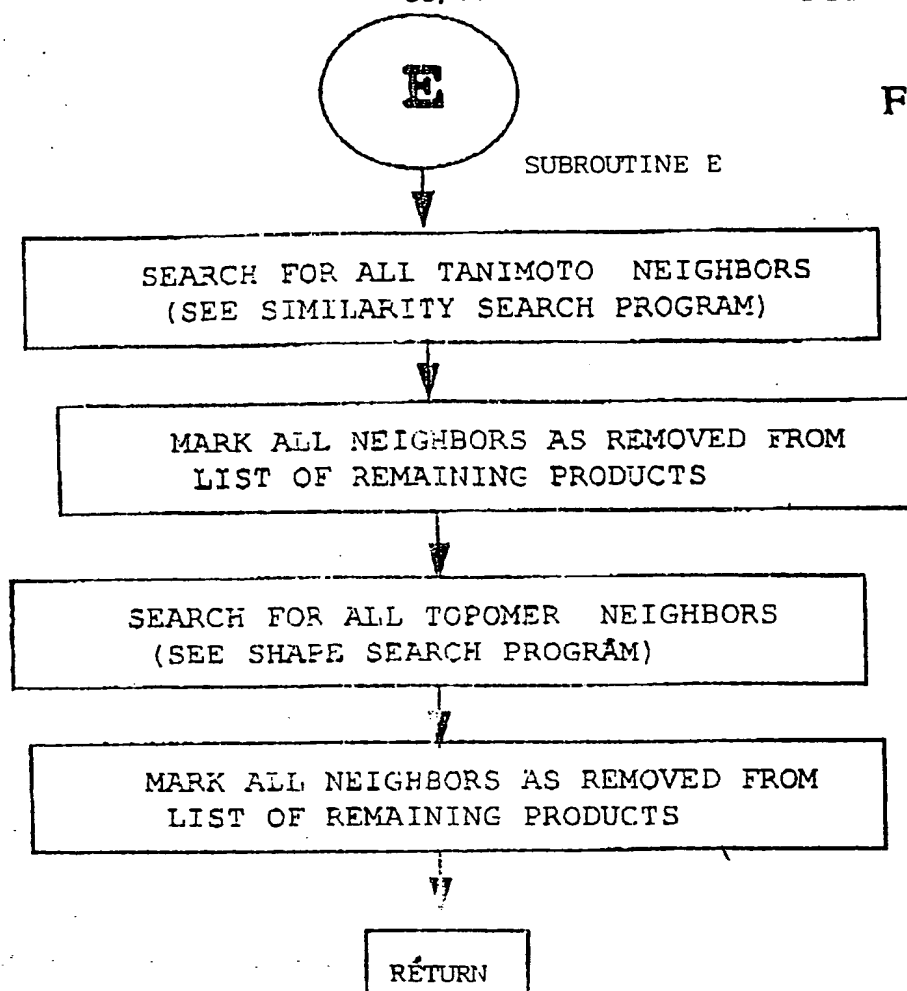 E
F
SUBROUTINE E
SEARCH FOR ALL TANIMOTO NEIGHBORS
(SEE SIMILARITY SEARCH PROGRAM)
MARK ALL NEIGHBORS AS REMOVED FROM
LIST OF REMAINING PRODUCTS
SEARCH FOR ALL TOPOMER NEIGHBORS
(SEE SHAPE SEARCH PROGRAM)
MARK ALL NEIGHBORS AS REMOVED FROM
LIST OF REMAINING PRODUCTS
RETURN